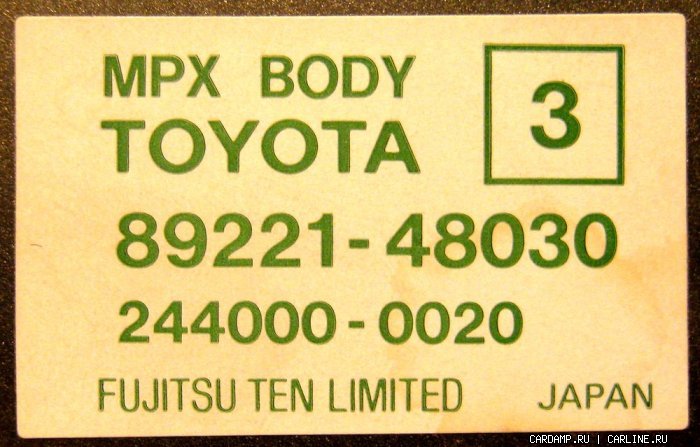 MPX BODY
TOYOTA
3
89221-48030
244000-0020
FUJITSU TEN LIMITED JAPAN
CARDAMP.RU | CARLINE.RU